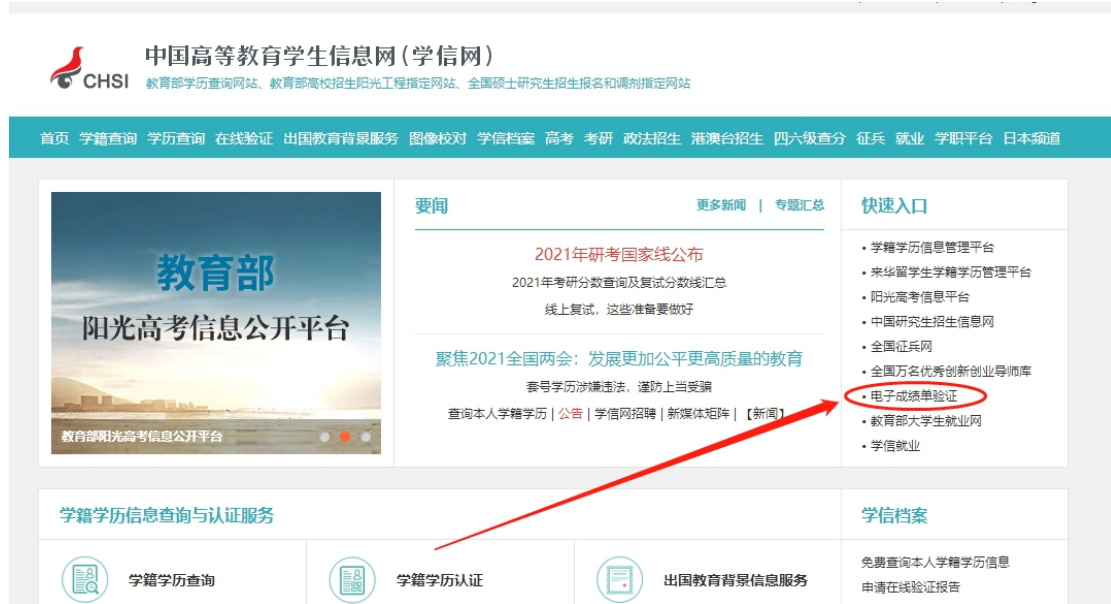 中国高等教育学生信息网(学信网)
CHSI
教育部学历查询网站、教育部高校招生阳光工程指定网站、全国硕士研究生招生报名和调剂指定网站
首页 学籍查询 学历查询 在线验证 出国教育背景服务 图像校对 学信档案 高考 考研 政法招生 港澳台招生 四六级查分 征兵 就业 学职平台 日本频道
教育部
阳光高考信息公开平台
教育部阳光高考信息公开平台
要闻 更多新闻 | 专题汇总
2021年研考国家线公布
2021年考研分数查询及复试分数线汇总
线上复试，这些准备要做好
聚焦2021全国两会：发展更加公平更高质量的教育
套号学历涉嫌违法，谨防上当受骗
查询本人学籍学历 | 公告 | 学信网招聘 | 新媒体矩阵 | 【新闻】
快速入口
• 学籍学历信息管理平台
• 来华留学生学籍学历管理平台
• 阳光高考信息平台
• 中国研究生招生信息网
• 全国征兵网
• 全国万名优秀创新创业导师库
• 电子成绩单验证
• 教育部大学生就业网
• 学信就业
学籍学历信息查询与认证服务
学籍学历查询
学籍学历认证
出国教育背景信息服务
学信档案
免费查询本人学籍学历信息
申请在线验证报告